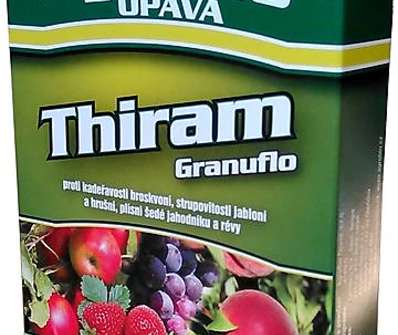 OPAVA
Thiram
Granuflo
proti kadeřavosti broskvoní, strupovitosti jabloní
a hrušní, plísni šedé jahodníku a révy